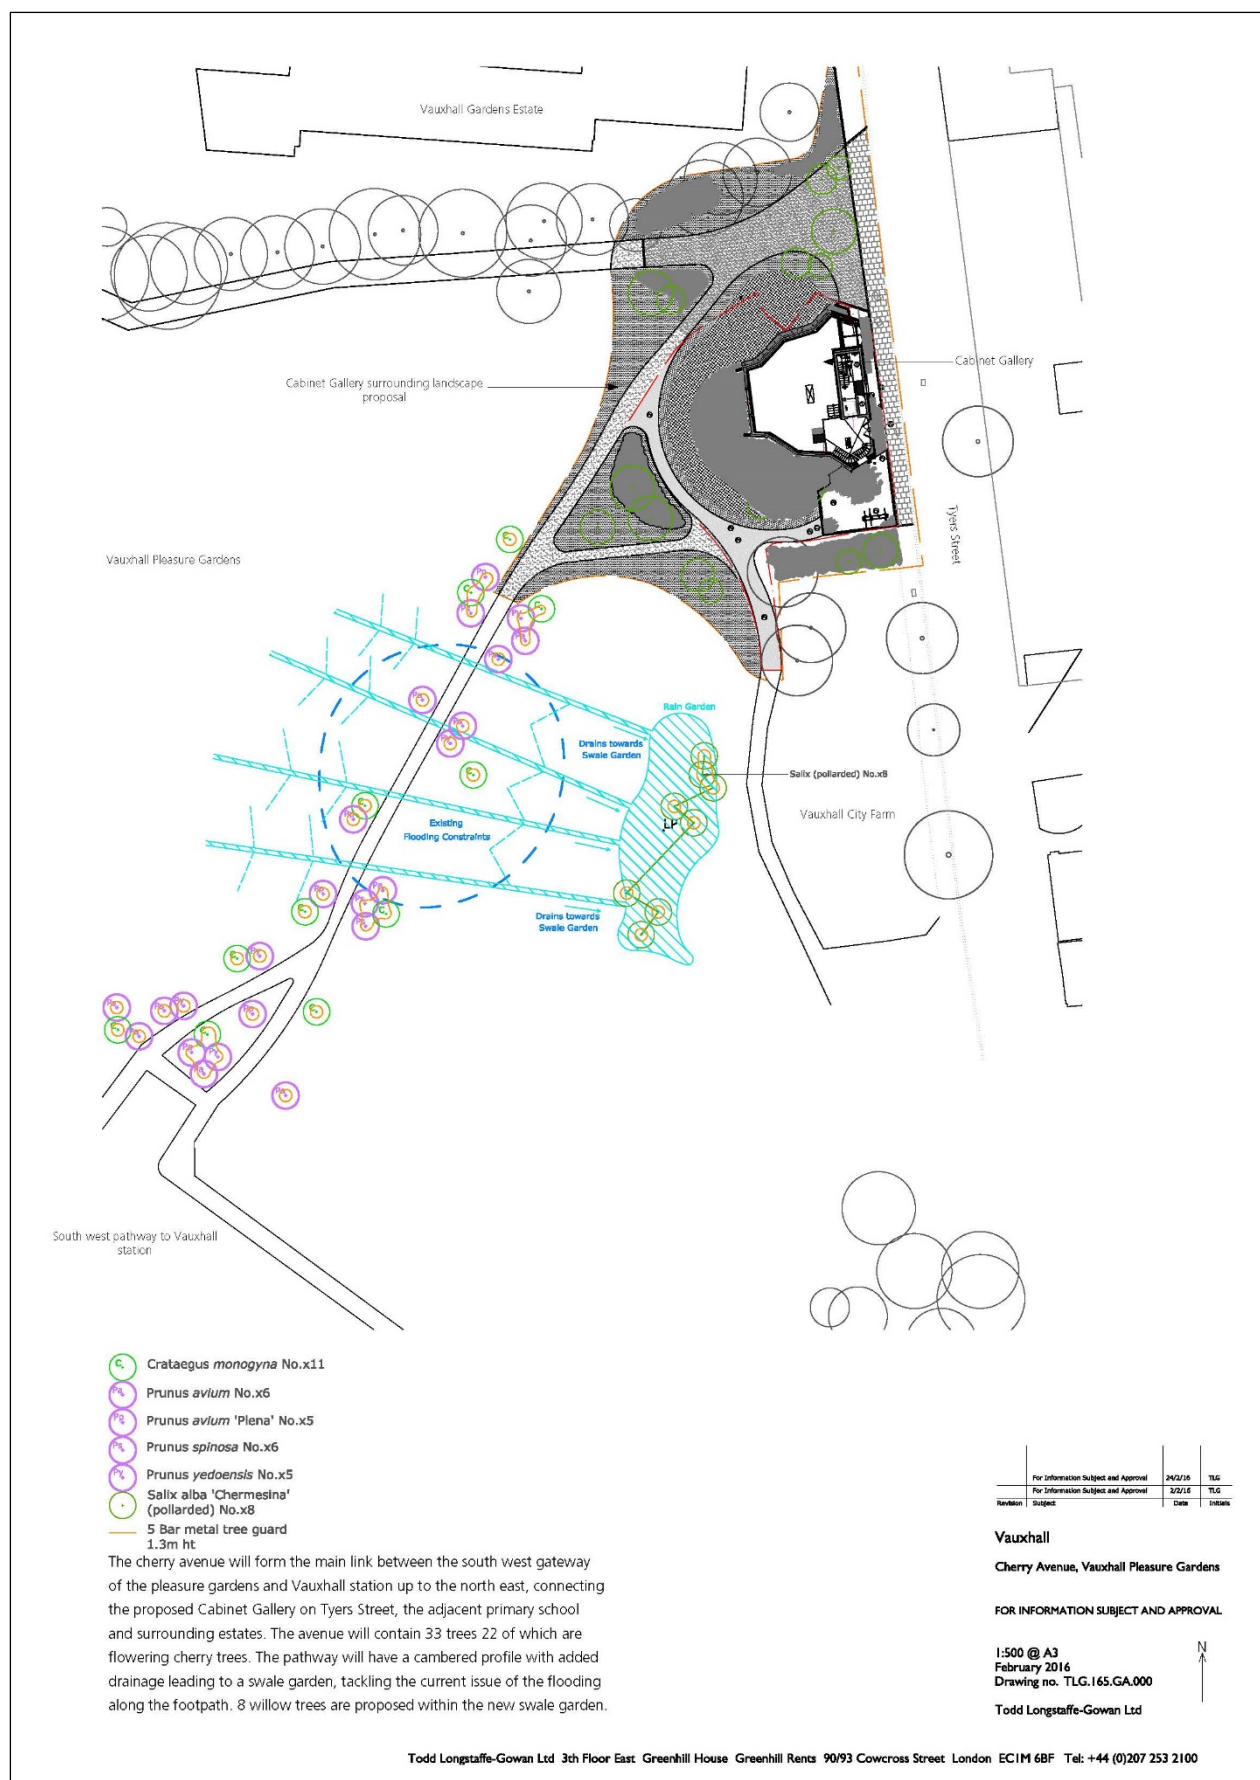 Vauxhall Gardens Estate
Cabinet Gallery
Cabinet Gallery surrounding landscape
proposal
Tyers Street
Vauxhall Pleasure Gardens
Rain Garden
Drains towards
Swale Garden
Salix (pollarded) No.x8
Vauxhall City Farm
LP
Existing
Flooding Constraints
Drains towards
Swale Garden
South west pathway to Vauxhall
station
C. Crataegus monogyna No.x11
Pa Prunus avium No.x6
Pp Prunus avium 'Plena' No.x5
Ps Prunus spinosa No.x6
Py Prunus yedoensis No.x5
Salix alba 'Chermesina'
(pollarded) No.x8
5 Bar metal tree guard
1.3m ht
The cherry avenue will form the main link between the south west gateway
of the pleasure gardens and Vauxhall station up to the north east, connecting
the proposed Cabinet Gallery on Tyers Street, the adjacent primary school
and surrounding estates. The avenue will contain 33 trees 22 of which are
flowering cherry trees. The pathway will have a cambered profile with added
drainage leading to a swale garden, tackling the current issue of the flooding
along the footpath. 8 willow trees are proposed within the new swale garden.
For Information Subject and Approval 24/2/16 TLG
For Information Subject and Approval 2/2/16 TLG
Revision Subject Date Initials
Vauxhall
Cherry Avenue, Vauxhall Pleasure Gardens
FOR INFORMATION SUBJECT AND APPROVAL
1:500 @ A3
February 2016
Drawing no. TLG.165.GA.000
Todd Longstaffe-Gowan Ltd
N
Todd Longstaffe-Gowan Ltd 3th Floor East Greenhill House Greenhill Rents 90/93 Cowcross Street London EC1M 6BF Tel: +44 (0)207 253 2100